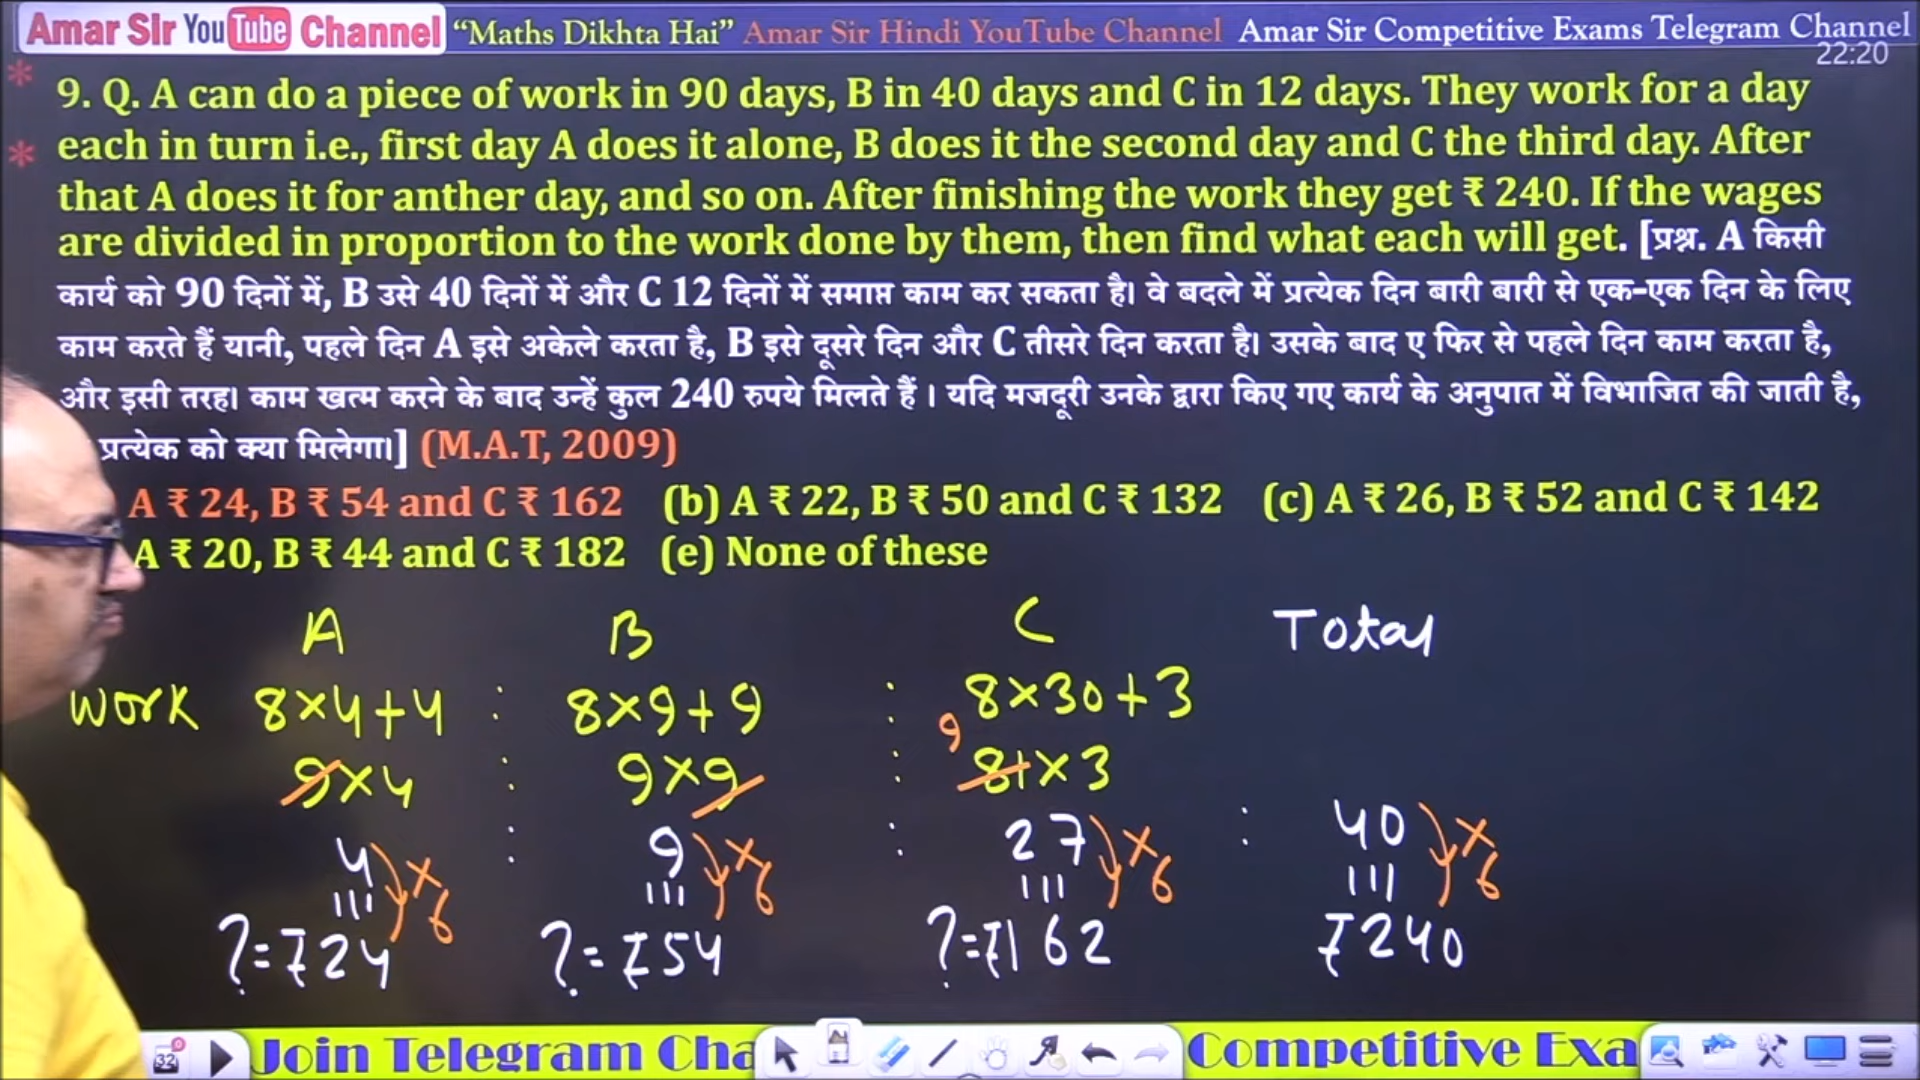 Amar Sir YouTube Channel "Maths Dikhta Hai" Amar Sir Hindi YouTube Channel Amar Sir Competitive Exams Telegram Channel
22:20
9. Q. A can do a piece of work in 90 days, B in 40 days and C in 12 days. They work for a day
each in turn i.e., first day A does it alone, B does it the second day and C the third day. After
that A does it for anther day, and so on. After finishing the work they get ₹ 240. If the wages
are divided in proportion to the work done by them, then find what each will get. [प्रश्न. A किसी
कार्य को 90 दिनों में, B उसे 40 दिनों में और C 12 दिनों में समाप्त काम कर सकता है। वे बदले में प्रत्येक दिन बारी बारी से एक-एक दिन के लिए
काम करते हैं यानी, पहले दिन A इसे अकेले करता है, B इसे दूसरे दिन और C तीसरे दिन करता है। उसके बाद ए फिर से पहले दिन काम करता है,
और इसी तरह। काम खत्म करने के बाद उन्हें कुल 240 रुपये मिलते हैं । यदि मजदूरी उनके द्वारा किए गए कार्य के अनुपात में विभाजित की जाती है,
प्रत्येक को क्या मिलेगा।] (M.A.T, 2009)
A ₹ 24, B ₹ 54 and C ₹ 162 (b) A ₹ 22, B ₹ 50 and C ₹ 132 (c) A ₹ 26, B ₹ 52 and C ₹ 142
A ₹ 20, B ₹ 44 and C ₹ 182 (e) None of these
A B C Total
Work 8×4+4 : 8×9+9 : 8×30+3
9×4 : 9×9 : 9 81×3
4 ×6 : 9 ×6 : 27 ×6 : 40 ×6
?=₹24 ?=₹54 ?=₹162 ₹240
32 0 Join Telegram Cha Competitive Exa